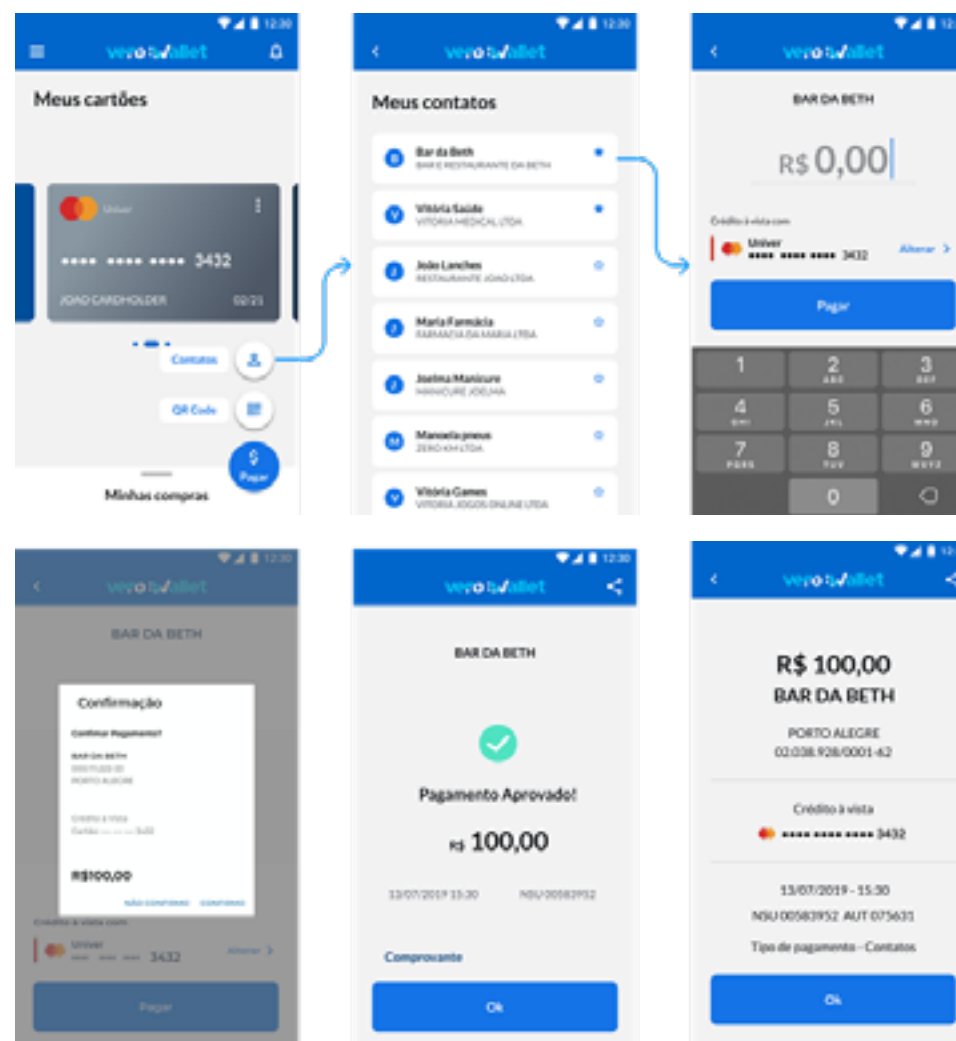 12:30
vero wallet
Meus cartões
Univer
•••• •••• •••• 3432
JOAO CARDHOLDER 02/21
Contatos
QR Code
$
Pagar
Minhas compras
12:30
vero wallet
Meus contatos
B
Bar da Beth
BAR E RESTAURANTE DA BETH
V
Vitória Saúde
VITORIA MEDICAL LTDA
J
João Lanches
RESTAURANTE JOAO LTDA
J
Maria Farmácia
FARMACIA DA MARIA LTDA
J
Joelma Manicure
MANICURE JOELMA
M
Manoela pneus
ZERO KM LTDA
V
Vitória Games
VITORIA JOGOS ONLINE LTDA
vero wallet
BAR DA BETH
R$ 0,00
Crédito à vista com
Univer
•••• •••• •••• 3432 Alterar >
Pagar
1 2 3
ABC DEF
4 5 6
GHI JKL MNO
7 8 9
PQRS TUV WXYZ
0
12:30
vero wallet
BAR DA BETH
Confirmação
Confirmar Pagamento?
BAR DA BETH
PORTO ALEGRE
Crédito à vista
Cartão 3432
R$100,00
NÃO CONFIRMO CONFIRMO
Crédito à vista com
Univer
3432 Alterar >
Pagar
12:30
vero wallet
BAR DA BETH
Pagamento Aprovado!
R$ 100,00
13/07/2019 15:30 NSU 00583952
Comprovante
Ok
vero wallet
R$ 100,00
BAR DA BETH
PORTO ALEGRE
02.038.928/0001-62
Crédito à vista
•••• •••• •••• 3432
13/07/2019 - 15:30
NSU 00583952 AUT 075631
Tipo de pagamento - Contatos
Ok